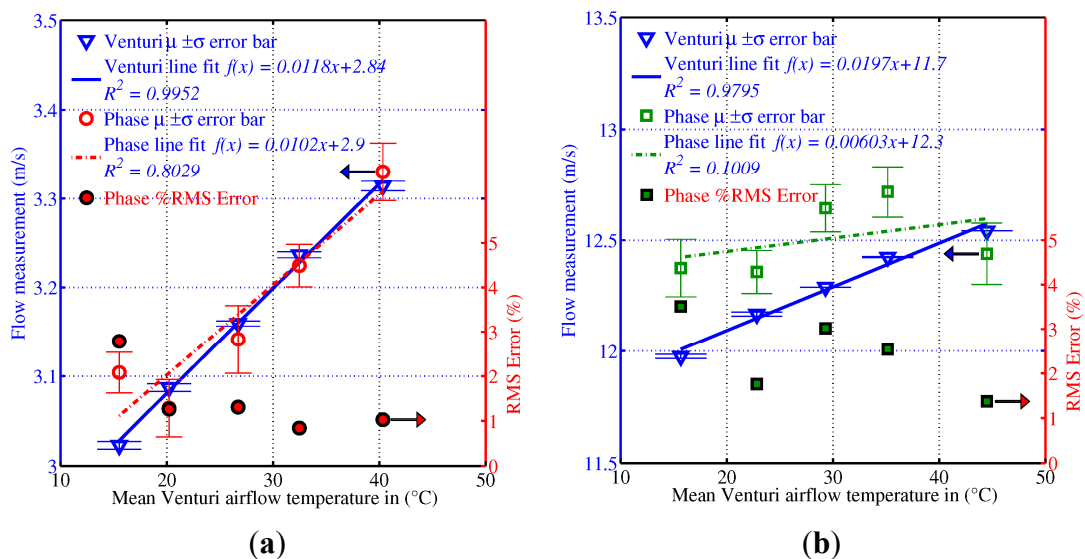 3.5
3.4
3.3
3.2
3.1
3
Flow measurement (m/s)
Venturi μ ±σ error bar
Venturi line fit f(x) = 0.0118x+2.84
R² = 0.9952
Phase μ ±σ error bar
Phase line fit f(x) = 0.0102x+2.9
R² = 0.8029
Phase %RMS Error
5
4
3
2
1
0
RMS Error (%)
10 20 30 40 50
Mean Venturi airflow temperature in (°C)
(a)
13.5
13
12.5
12
11.5
Flow measurement (m/s)
Venturi μ ±σ error bar
Venturi line fit f(x) = 0.0197x+11.7
R² = 0.9795
Phase μ ±σ error bar
Phase line fit f(x) = 0.00603x+12.3
R² = 0.1009
Phase %RMS Error
5
4
3
2
1
0
RMS Error (%)
10 20 30 40 50
Mean Venturi airflow temperature in (°C)
(b)